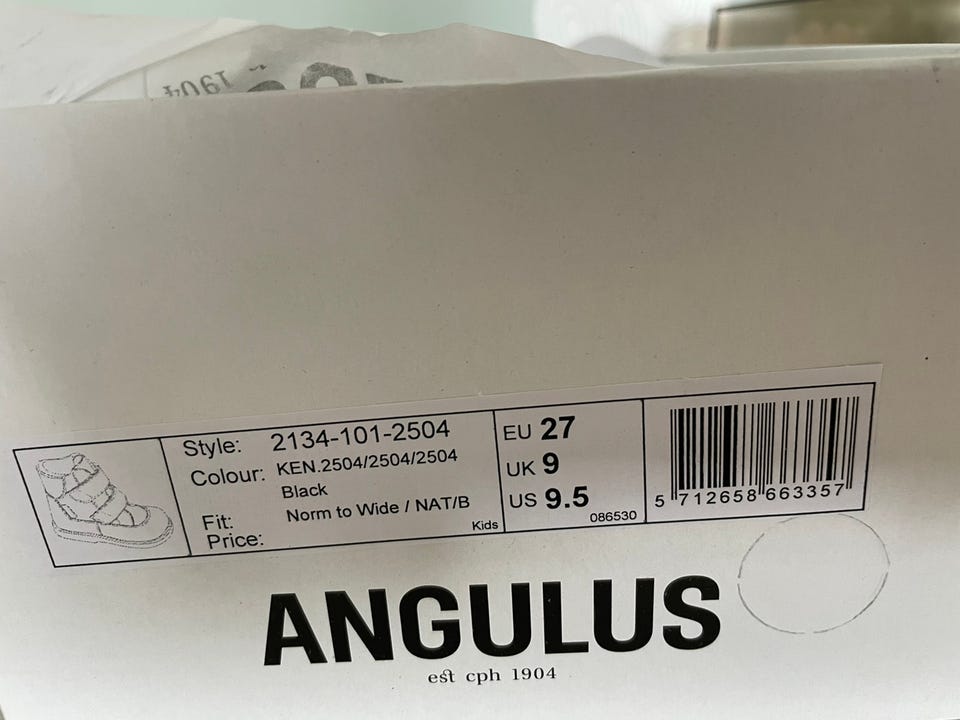 1904
Style: 2134-101-2504
Colour: KEN.2504/2504/2504
Black
Fit: Norm to Wide / NAT/B
Price:
Kids
EU 27
UK 9
US 9.5
086530
5 712658 663357
ANGULUS
est cph 1904